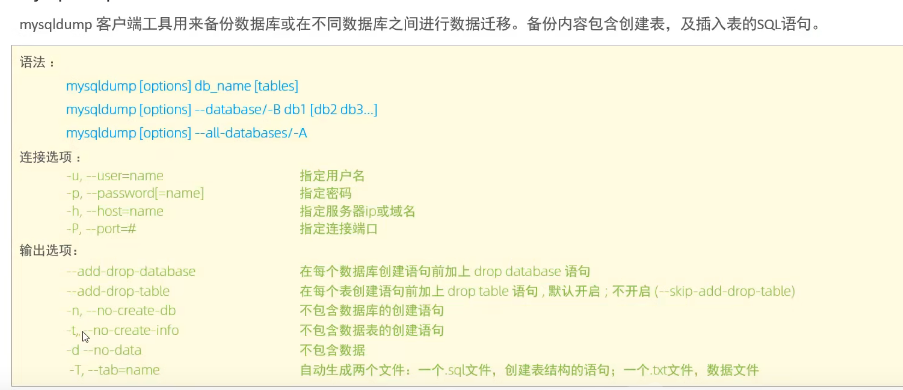 mysqldump 客户端工具用来备份数据库或在不同数据库之间进行数据迁移。备份内容包含创建表，及插入表的SQL语句。
语法 ：
mysqldump [options] db_name [tables]
mysqldump [options] --database/-B db1 [db2 db3...]
mysqldump [options] --all-databases/-A
连接选项 ：
-u, --user=name 指定用户名
-p, --password[=name] 指定密码
-h, --host=name 指定服务器ip或域名
-P, --port=# 指定连接端口
输出选项：
--add-drop-database 在每个数据库创建语句前加上 drop database 语句
--add-drop-table 在每个表创建语句前加上 drop table 语句 , 默认开启 ; 不开启 (--skip-add-drop-table)
-n, --no-create-db 不包含数据库的创建语句
-t, --no-create-info 不包含数据表的创建语句
-d --no-data 不包含数据
-T, --tab=name 自动生成两个文件：一个.sql文件，创建表结构的语句；一个.txt文件，数据文件